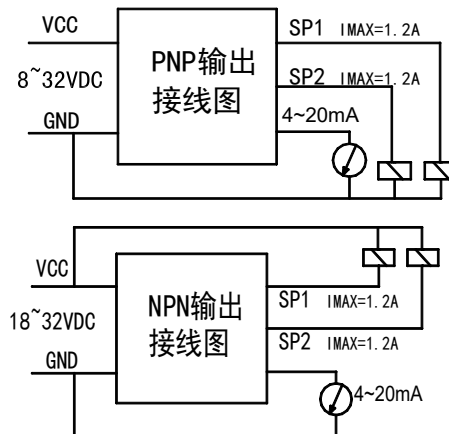 VCC
8~32VDC
GND
PNP输出
接线图
SP1 IMAX=1.2A
SP2 IMAX=1.2A
4~20mA
VCC
18~32VDC
GND
NPN输出
接线图
SP1 IMAX=1.2A
SP2 IMAX=1.2A
4~20mA